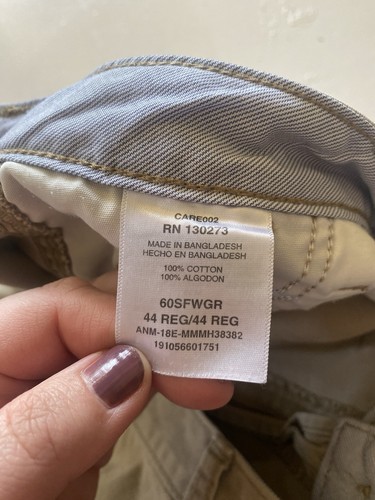 CARE002
RN 130273
MADE IN BANGLADESH
HECHO EN BANGLADESH
100% COTTON
100% ALGODON
60SFWGR
44 REG/44 REG
ANM-18E-MMMH38382
191056601751